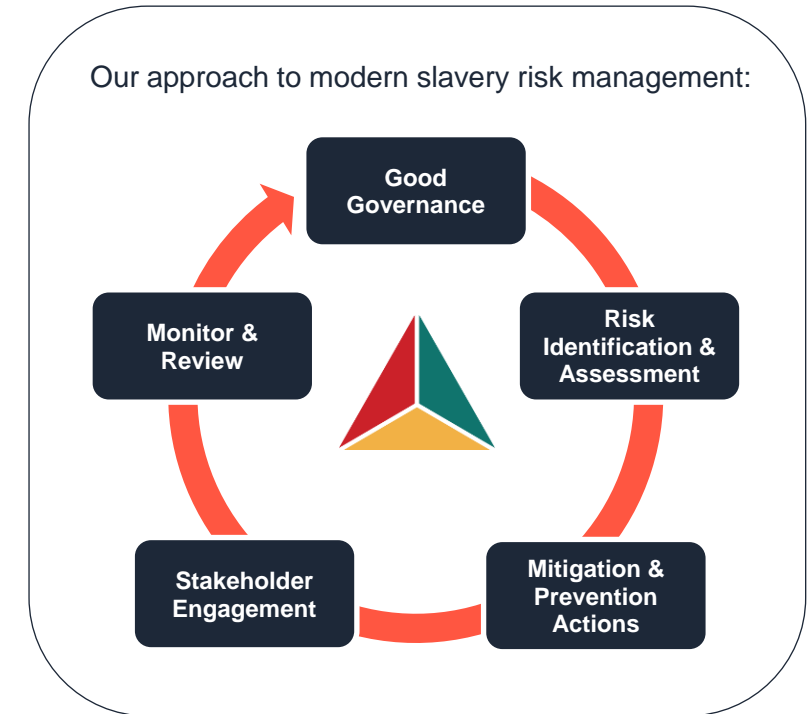 Our approach to modern slavery risk management:
Good
Governance
Risk
Identification &
Assessment
Mitigation &
Prevention
Actions
Stakeholder
Engagement
Monitor &
Review